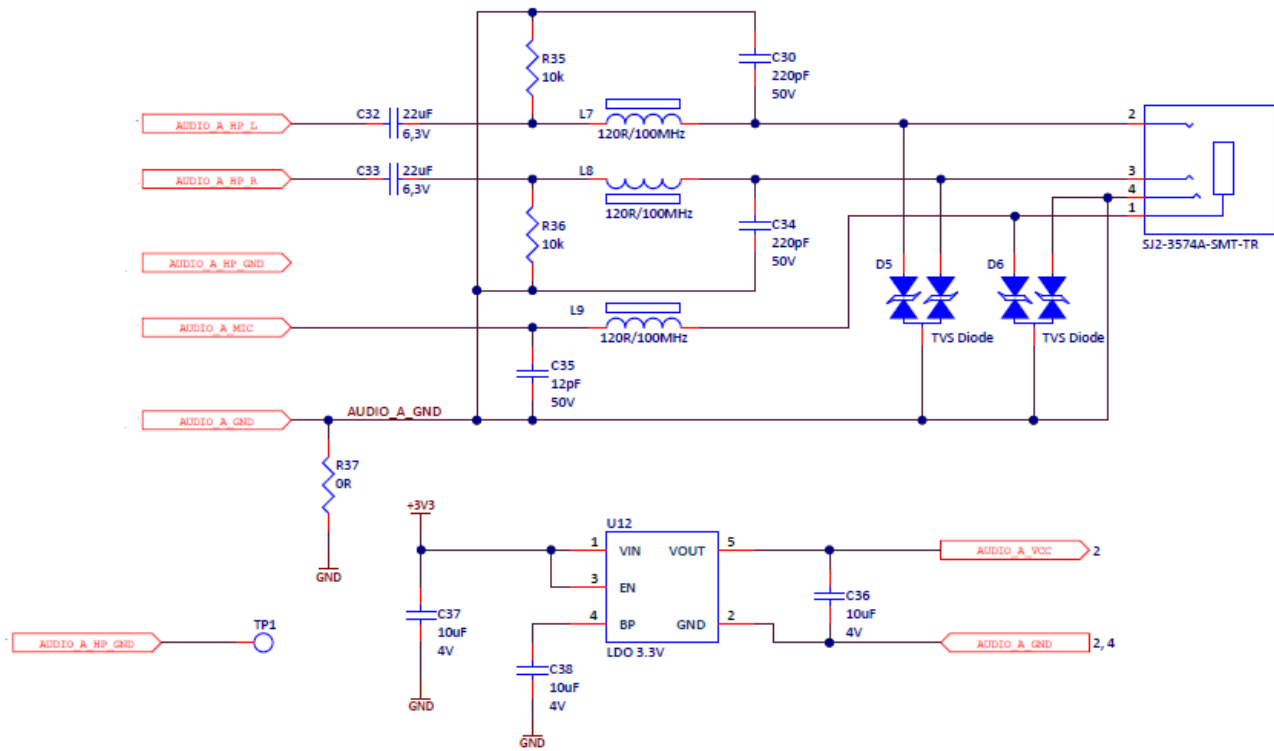 R35
10k
C30
220pF
50V
C32
22uF
6,3V
L7
120R/100MHz
AUDIO_A_HP_L
2
C33
22uF
6,3V
L8
120R/100MHz
AUDIO_A_HP_R
3
4
1
R36
10k
C34
220pF
50V
SJ2-3574A-SMT-TR
AUDIO_A_HP_GND
D5
D6
L9
AUDIO_A_MIC
120R/100MHz
TVS Diode
TVS Diode
C35
12pF
50V
AUDIO_A_GND
AUDIO_A_GND
R37
0R
GND
+3V3
U12
1
VIN
VOUT
5
AUDIO_A_VCC
2
3
EN
C37
10uF
4V
4
BP
GND
2
C36
10uF
4V
LDO 3.3V
AUDIO_A_GND
2, 4
AUDIO_A_HP_GND
TP1
C38
10uF
4V
GND
GND